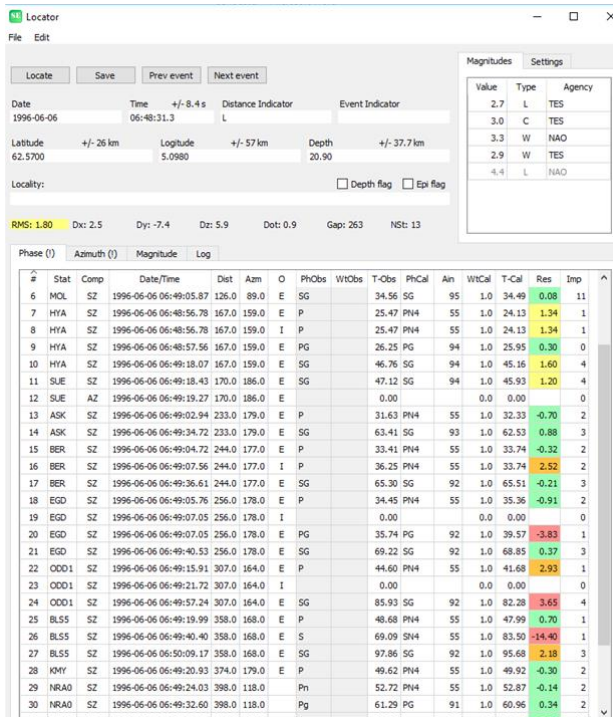 SE Locator
File Edit
Locate Save Prev event Next event
Date Time +/- 8.4 s Distance Indicator Event Indicator
1996-06-06 06:48:31.3 L
Latitude +/- 26 km Logitude +/- 57 km Depth +/- 37.7 km
62.5700 5.0980 20.90
Locality: Depth flag Epi flag
RMS: 1.80 Dx: 2.5 Dy: -7.4 Dz: 5.9 Dot: 0.9 Gap: 263 NSt: 13
Magnitudes Settings
Value Type Agency
2.7 L TES
3.0 C TES
3.3 W NAO
2.9 W TES
4.4 L NAO
Phase (!) Azimuth (!) Magnitude Log
# Stat Comp Date/Time Dist Azm O PhObs WtObs T-Obs PhCal Ain WtCal T-Cal Res Imp
6 MOL SZ 1996-06-06 06:49:05.87 126.0 89.0 E SG 34.56 SG 95 1.0 34.49 0.08 11
7 HYA SZ 1996-06-06 06:48:56.78 167.0 159.0 E P 25.47 PN4 55 1.0 24.13 1.34 1
8 HYA SZ 1996-06-06 06:48:56.78 167.0 159.0 I P 25.47 PN4 55 1.0 24.13 1.34 1
9 HYA SZ 1996-06-06 06:48:57.56 167.0 159.0 E PG 26.25 PG 94 1.0 25.95 0.30 0
10 HYA SZ 1996-06-06 06:49:18.07 167.0 159.0 E SG 46.76 SG 94 1.0 45.16 1.60 4
11 SUE SZ 1996-06-06 06:49:18.43 170.0 186.0 E SG 47.12 SG 94 1.0 45.93 1.20 4
12 SUE AZ 1996-06-06 06:49:19.27 170.0 186.0 E 0.00 0.0 0.00 0
13 ASK SZ 1996-06-06 06:49:02.94 233.0 179.0 E P 31.63 PN4 55 1.0 32.33 -0.70 2
14 ASK SZ 1996-06-06 06:49:34.72 233.0 179.0 E SG 63.41 SG 93 1.0 62.53 0.88 3
15 BER SZ 1996-06-06 06:49:04.72 244.0 177.0 E P 33.41 PN4 55 1.0 33.74 -0.32 2
16 BER SZ 1996-06-06 06:49:07.56 244.0 177.0 I P 36.25 PN4 55 1.0 33.74 2.52 2
17 BER SZ 1996-06-06 06:49:36.61 244.0 177.0 E SG 65.30 SG 92 1.0 65.51 -0.21 3
18 EGD SZ 1996-06-06 06:49:05.76 256.0 178.0 E P 34.45 PN4 55 1.0 35.36 -0.91 2
19 EGD SZ 1996-06-06 06:49:07.05 256.0 178.0 I 0.00 0.0 0.00 0
20 EGD SZ 1996-06-06 06:49:07.05 256.0 178.0 E PG 35.74 PG 92 1.0 39.57 -3.83 1
21 EGD SZ 1996-06-06 06:49:40.53 256.0 178.0 E SG 69.22 SG 92 1.0 68.85 0.37 3
22 ODD1 SZ 1996-06-06 06:49:15.91 307.0 164.0 E P 44.60 PN4 55 1.0 41.68 2.93 1
23 ODD1 SZ 1996-06-06 06:49:21.72 307.0 164.0 I 0.00 0.0 0.00 0
24 ODD1 SZ 1996-06-06 06:49:57.24 307.0 164.0 E SG 85.93 SG 92 1.0 82.28 3.65 4
25 BLS5 SZ 1996-06-06 06:49:19.99 358.0 168.0 E P 48.68 PN4 55 1.0 47.99 0.70 1
26 BLS5 SZ 1996-06-06 06:49:40.40 358.0 168.0 E S 69.09 SN4 55 1.0 83.50 -14.40 1
27 BLS5 SZ 1996-06-06 06:50:09.17 358.0 168.0 E SG 97.86 SG 92 1.0 95.68 2.18 3
28 KMY SZ 1996-06-06 06:49:20.93 374.0 179.0 E P 49.62 PN4 55 1.0 49.92 -0.30 2
29 NRA0 SZ 1996-06-06 06:49:24.03 398.0 118.0 Pn 52.72 PN4 55 1.0 52.87 -0.14 2
30 NRA0 SZ 1996-06-06 06:49:32.60 398.0 118.0 Pg 61.29 PG 91 1.0 60.96 0.34 2